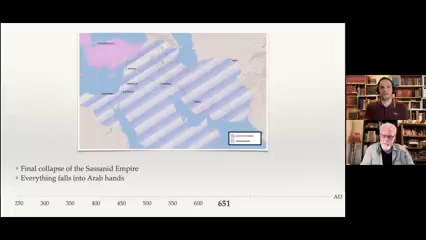 Final collapse of the Sassanid Empire
Everything falls into Arab hands
AD
250 300 350 400 450 500 550 600 651